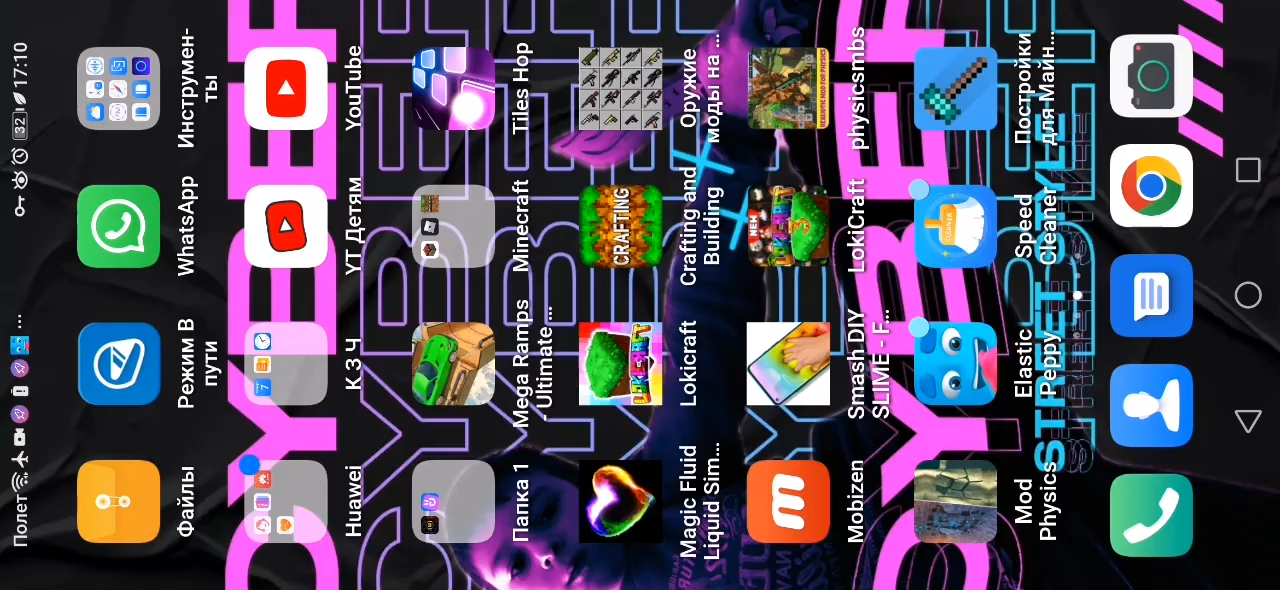 Полет
32
17:10
Файлы
Режим В
пути
WhatsApp
Инструмен-
ты
Huawei
К З Ч
YT Детям
YouTube
Папка 1
Mega Ramps
- Ultimate ...
Minecraft
Tiles Hop
Magic Fluid
Liquid Sim...
Lokicraft
Crafting and
Building
CRAFTING
Оружие
моды на ...
Mobizen
Smash DIY
SLIME - F...
LokiCraft
physicsmbs
Mod
Physics
Elastic
Peppy
Speed
Cleaner
CLEANER
Постройки
для Майн...